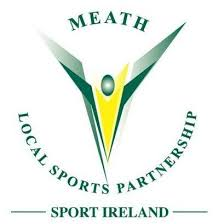 MEATH
LOCAL SPORTS PARTNERSHIP
SPORT IRELAND